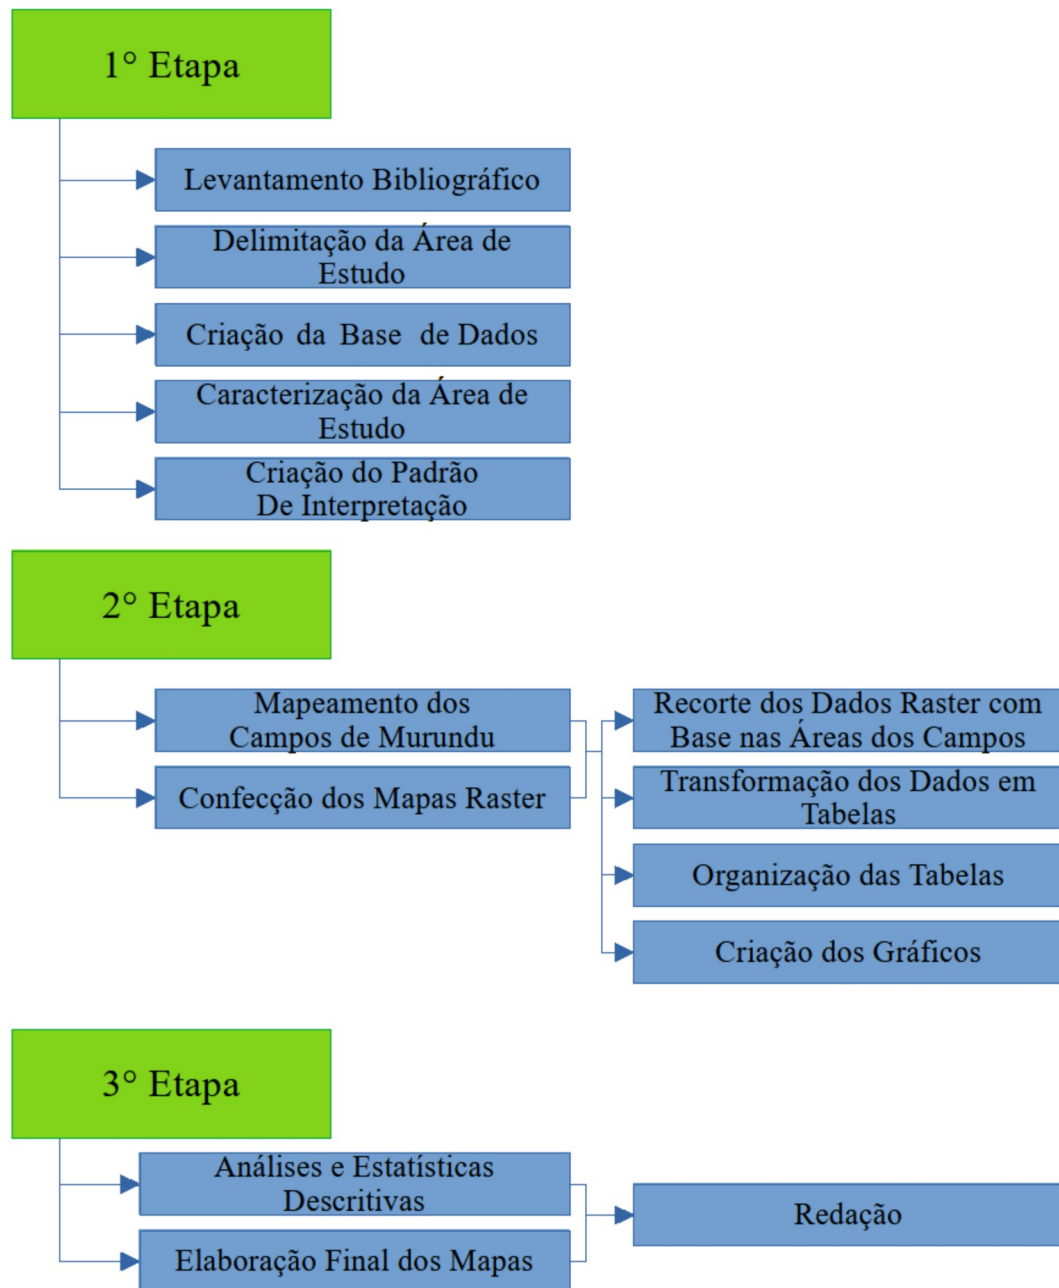 1° Etapa
Levantamento Bibliográfico
Delimitação da Área de
Estudo
Criação da Base de Dados
Caracterização da Área de
Estudo
Criação do Padrão
De Interpretação
2° Etapa
Mapeamento dos
Campos de Murundu
Confecção dos Mapas Raster
Recorte dos Dados Raster com
Base nas Áreas dos Campos
Transformação dos Dados em
Tabelas
Organização das Tabelas
Criação dos Gráficos
3° Etapa
Análises e Estatísticas
Descritivas
Elaboração Final dos Mapas
Redação